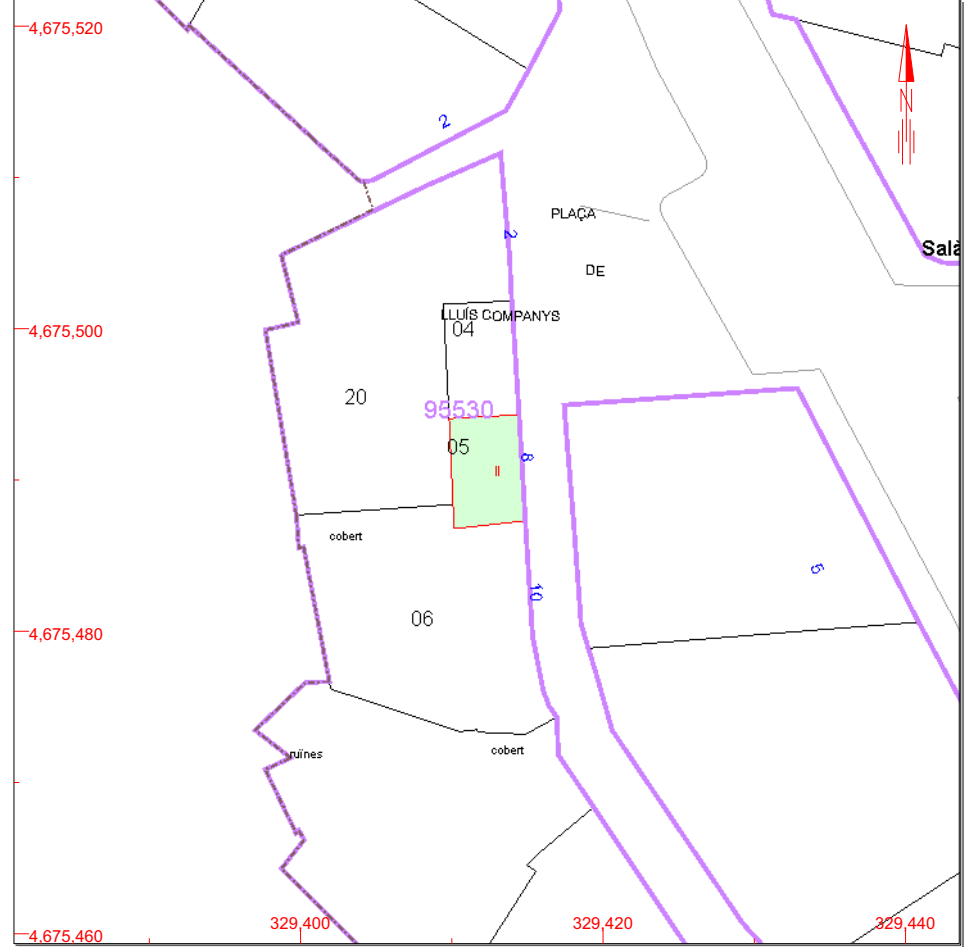 4,675,520
N
2
PLAÇA
2
Salà
DE
LLUÍS COMPANYS
04
4,675,500
20
95530
05
8
II
cobert
5
10
06
4,675,480
ruïnes
cobert
329,400
329,420
329,440
4,675,460